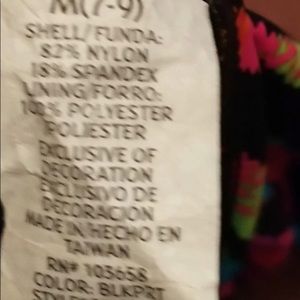 M(7-9)
SHELL/FUNDA:
82% NYLON
18% SPANDEX
LINING/FORRO:
100% POLYESTER
POLIESTER
EXCLUSIVE OF
DECORATION
EXCLUSIVO DE
DECORACION
MADE IN/HECHO EN
TAIWAN
RN# 103658
COLOR: BLKPRT